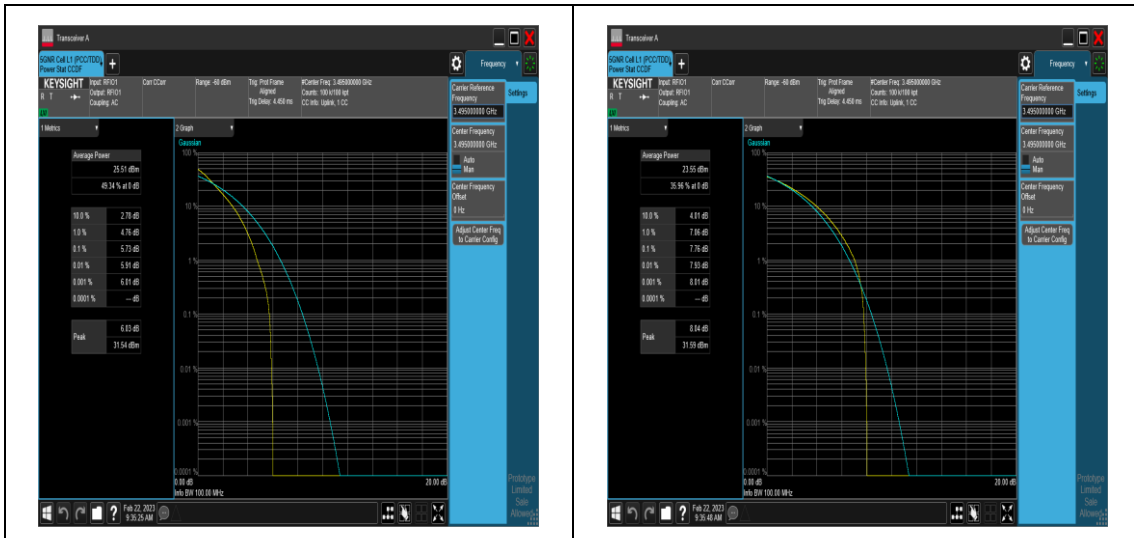 Transceiver A
5GNR Cell L1 (PCC/TDD)
Power Stat CCDF
Frequency
KEYSIGHT
Input: RFIO1
Output: RFIO1
Coupling: AC
Corr CCorr
Range: -60 dBm
Trig: Prot Frame
Aligned
Trig Delay: 4.450 ms
#Center Freq: 3.495000000 GHz
Counts: 100 k/100 kpt
CC Info: Uplink, 1 CC
R T
Carrier Reference
Frequency
3.495000000 GHz
Settings
Center Frequency
3.495000000 GHz
Auto
Man
Center Frequency
Offset
0 Hz
Adjust Center Freq
to Carrier Config
1 Metrics
2 Graph
Average Power
25.51 dBm
49.34 % at 0 dB
10.0 % 2.78 dB
1.0 % 4.76 dB
0.1 % 5.73 dB
0.01 % 5.91 dB
0.001 % 6.01 dB
0.0001 % --- dB
Peak
6.03 dB
31.54 dBm
Gaussian
100 %
10 %
1 %
0.1 %
0.01 %
0.001 %
0.0001 %
0.00 dB
20.00 dB
Info BW 100.00 MHz
Prototype
Limited
Sale
Allowed
Feb 22, 2023
9:35:25 AM
Transceiver A
5GNR Cell L1 (PCC/TDD)
Power Stat CCDF
Frequency
KEYSIGHT
Input: RFIO1
Output: RFIO1
Coupling: AC
Corr CCorr
Range: -60 dBm
Trig: Prot Frame
Aligned
Trig Delay: 4.450 ms
#Center Freq: 3.495000000 GHz
Counts: 100 k/100 kpt
CC Info: Uplink, 1 CC
R T
Carrier Reference
Frequency
3.495000000 GHz
Settings
Center Frequency
3.495000000 GHz
Auto
Man
Center Frequency
Offset
0 Hz
Adjust Center Freq
to Carrier Config
1 Metrics
2 Graph
Average Power
23.55 dBm
35.96 % at 0 dB
10.0 % 4.01 dB
1.0 % 7.06 dB
0.1 % 7.76 dB
0.01 % 7.93 dB
0.001 % 8.01 dB
0.0001 % --- dB
Peak
8.04 dB
31.59 dBm
Gaussian
100 %
10 %
1 %
0.1 %
0.01 %
0.001 %
0.0001 %
0.00 dB
20.00 dB
Info BW 100.00 MHz
Prototype
Limited
Sale
Allowed
Feb 22, 2023
9:35:48 AM